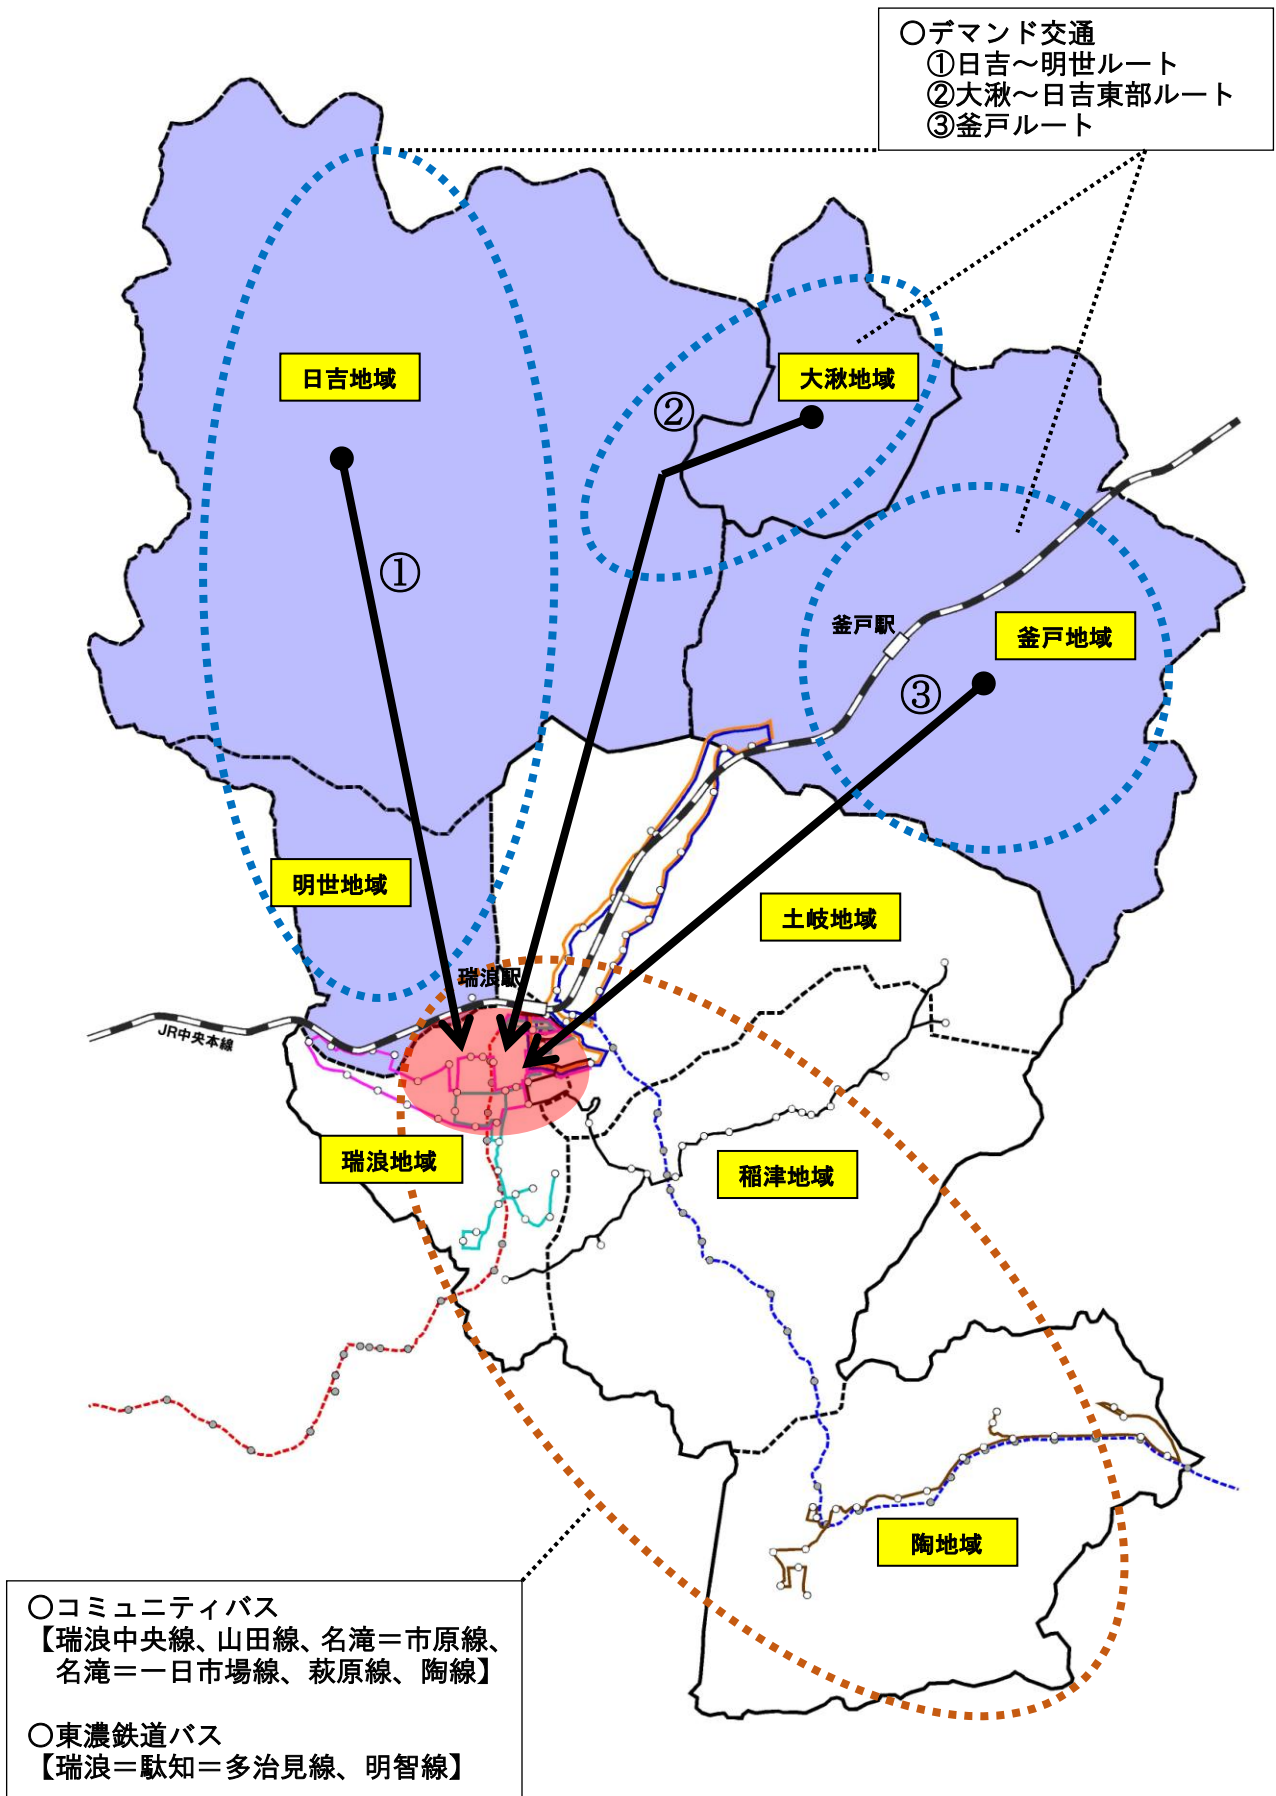 ○デマンド交通
①日吉～明世ルート
②大湫～日吉東部ルート
③釜戸ルート
日吉地域
大湫地域
②
①
釜戸駅
釜戸地域
③
明世地域
土岐地域
瑞浪駅
JR中央本線
瑞浪地域
稲津地域
陶地域
○コミュニティバス
【瑞浪中央線、山田線、名滝＝市原線、
名滝＝一日市場線、萩原線、陶線】
○東濃鉄道バス
【瑞浪＝駄知＝多治見線、明智線】